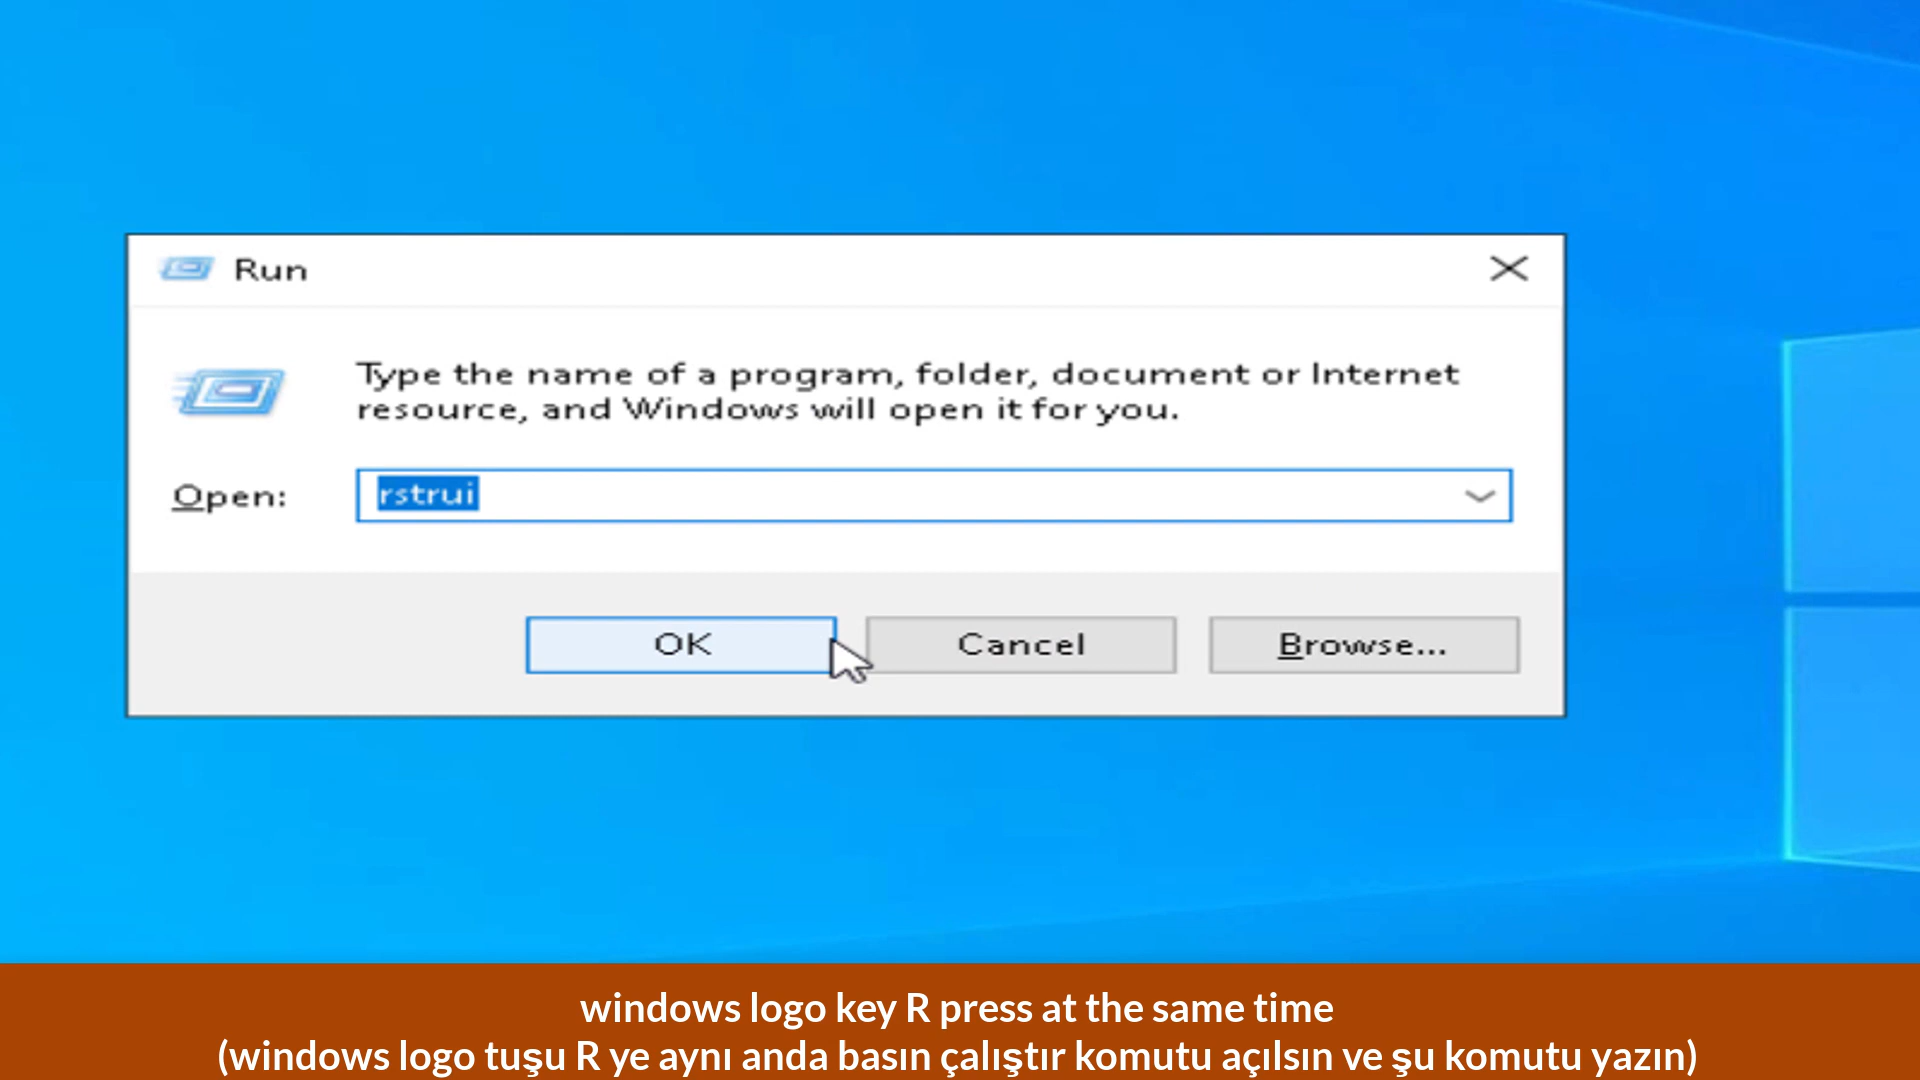 Run
Type the name of a program, folder, document or Internet
resource, and Windows will open it for you.
Open:
rstrui
OK
Cancel
Browse...
windows logo key R press at the same time
(windows logo tuşu R ye aynı anda basın çalıştır komutu açılsın ve şu komutu yazın)